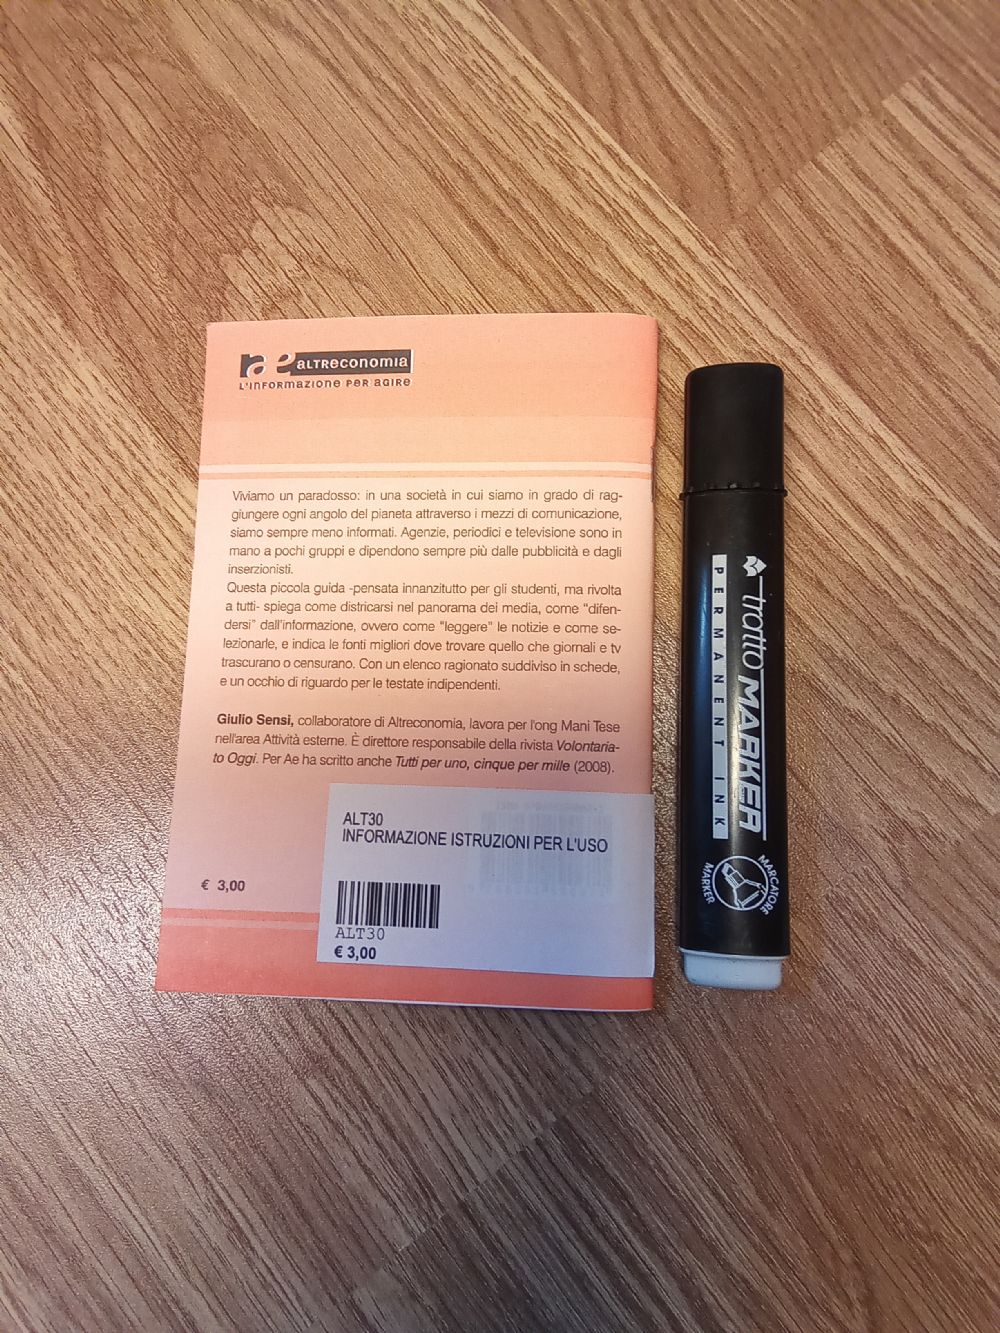 ae ALTRECONOMIA
L'INFORMAZIONE PER AGIRE
Viviamo un paradosso: in una società in cui siamo in grado di rag-
giungere ogni angolo del pianeta attraverso i mezzi di comunicazione,
siamo sempre meno informati. Agenzie, periodici e televisione sono in
mano a pochi gruppi e dipendono sempre più dalle pubblicità e dagli
inserzionisti.
Questa piccola guida -pensata innanzitutto per gli studenti, ma rivolta
a tutti- spiega come districarsi nel panorama dei media, come "difen-
dersi" dall'informazione, ovvero come "leggere" le notizie e come se-
lezionarle, e indica le fonti migliori dove trovare quello che giornali e tv
trascurano o censurano. Con un elenco ragionato suddiviso in schede,
e un occhio di riguardo per le testate indipendenti.
Giulio Sensi, collaboratore di Altreconomia, lavora per l'ong Mani Tese
nell'area Attività esterne. È direttore responsabile della rivista Volontaria-
to Oggi. Per Ae ha scritto anche Tutti per uno, cinque per mille (2008).
€ 3,00
ALT30
INFORMAZIONE ISTRUZIONI PER L'USO
ALT30
€ 3,00
tratto MARKER
PERMANENT INK
MARCATORE
MARKER